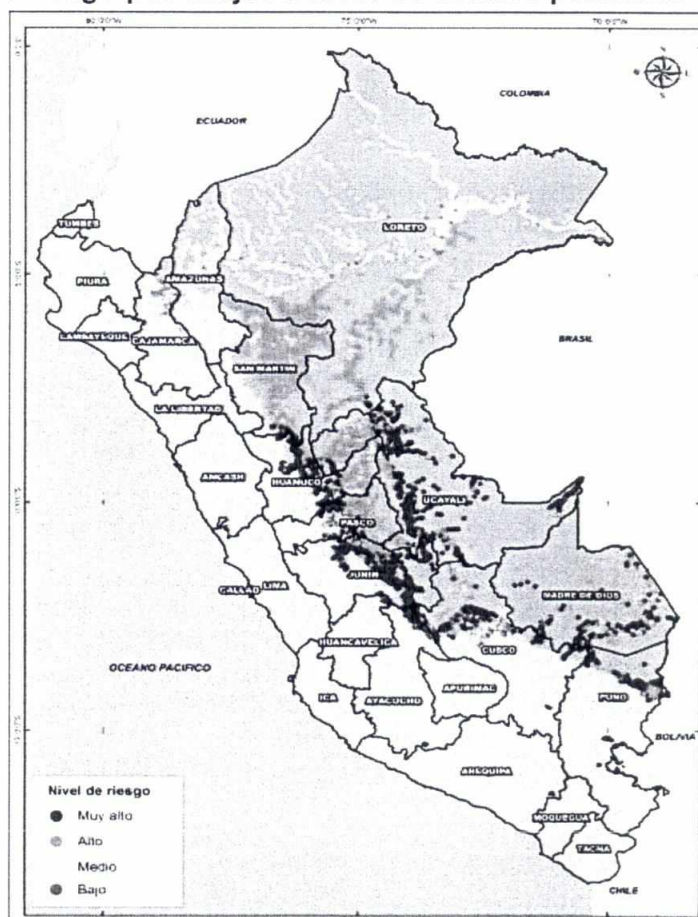 COLOMBIA
ECUADOR
LORETO
TUMBES
AMAZONAS
PIURA
LAMBAYEQUE
CAJAMARCA
BRASIL
SAN MARTIN
LA LIBERTAD
ANCASH
HUANUCO
UCAYALI
PASCO
JUNIN
CALLAO
LIMA
MADRE DE DIOS
HUANCAVELICA
CUSCO
OCEANO PACIFICO
ICA
AYACUCHO
APURIMAC
PUNO
BOLIVIA
AREQUIPA
MOQUEGUA
TACNA
CHILE
Nivel de riesgo
Muy alto
Alto
Medio
Bajo